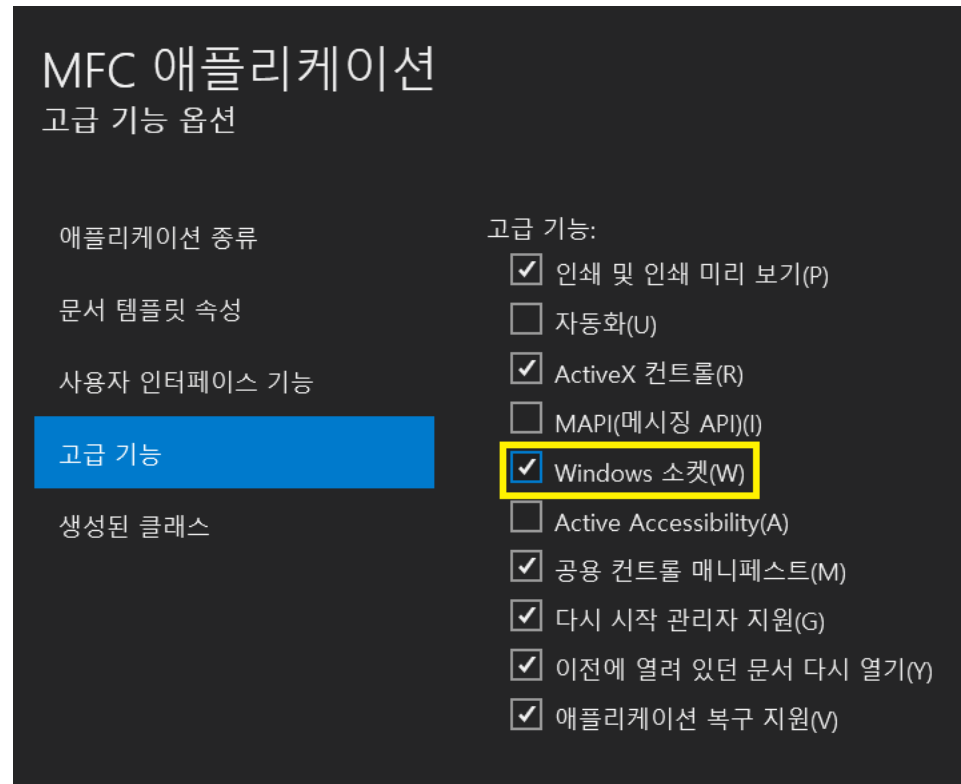 MFC 애플리케이션
고급 기능 옵션
애플리케이션 종류
문서 템플릿 속성
사용자 인터페이스 기능
고급 기능
생성된 클래스
고급 기능:
인쇄 및 인쇄 미리 보기(P)
자동화(U)
ActiveX 컨트롤(R)
MAPI(메시징 API)(I)
Windows 소켓(W)
Active Accessibility(A)
공용 컨트롤 매니페스트(M)
다시 시작 관리자 지원(G)
이전에 열려 있던 문서 다시 열기(Y)
애플리케이션 복구 지원(V)